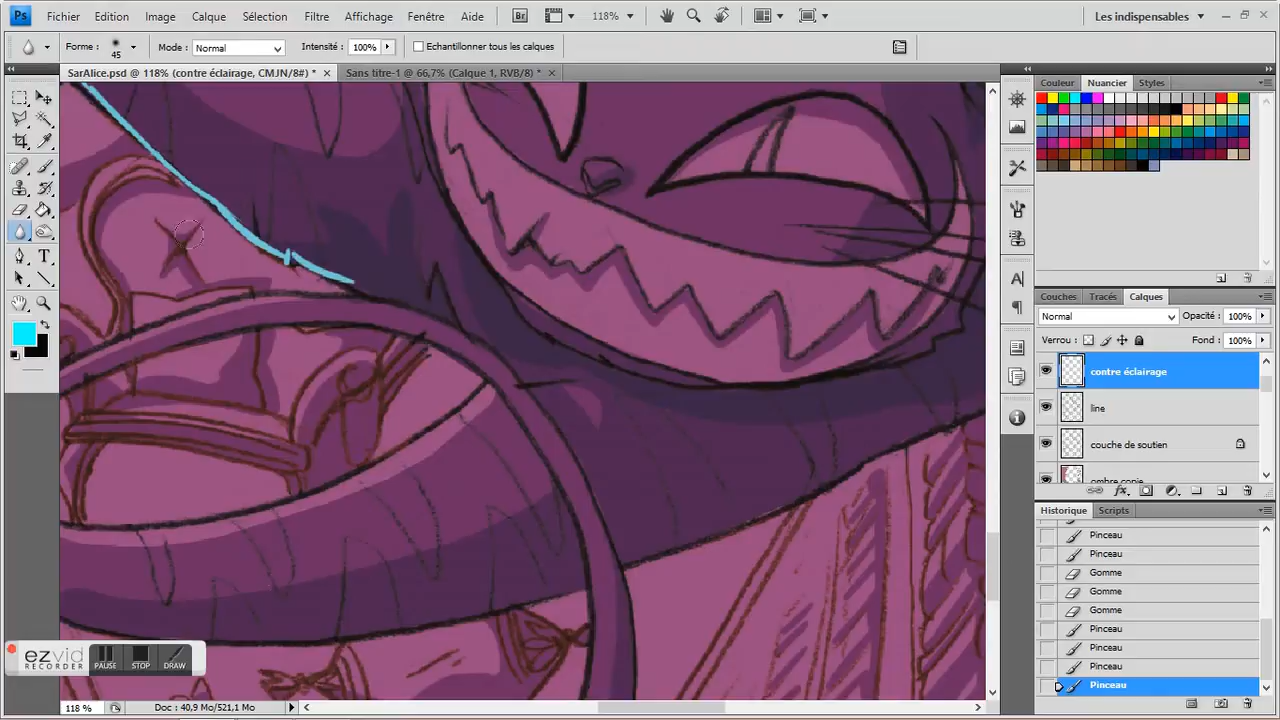 Ps Fichier Edition Image Calque Sélection Filtre Affichage Fenêtre Aide Br 118% Les indispensables
Forme : 45 Mode : Normal Intensité : 100% Echantillonner tous les calques
SarAlice.psd @ 118% (contre éclairage, CMJN/8#) * Sans titre-1 @ 66,7% (Calque 1, RVB/8) *
Couleur Nuancier Styles
Couches Tracés Calques
Normal Opacité : 100%
Verrou : Fond : 100%
contre éclairage
line
couche de soutien
ombre copie
Historique Scripts
Pinceau
Pinceau
Gomme
Gomme
Gomme
Pinceau
Pinceau
Pinceau
Pinceau
ezvid
RECORDER
PAUSE STOP DRAW
118 % Doc : 40,9 Mo/521,1 Mo